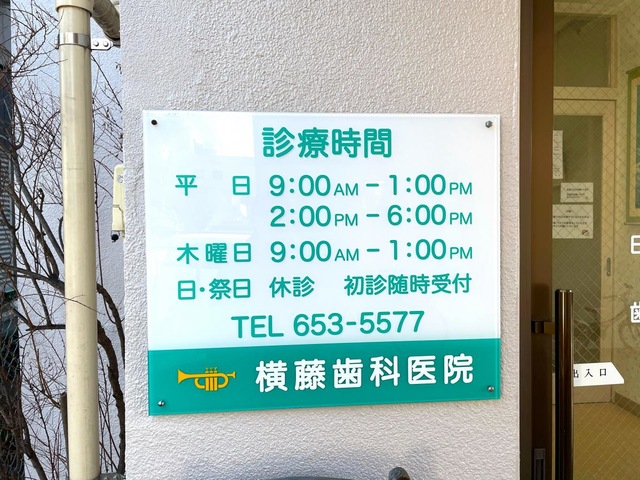 診療時間
平日 9:00AM-1:00PM
2:00PM-6:00PM
木曜日 9:00AM-1:00PM
日・祭日 休診 初診随時受付
TEL 653-5577
横藤歯科医院
日
歯
出入口